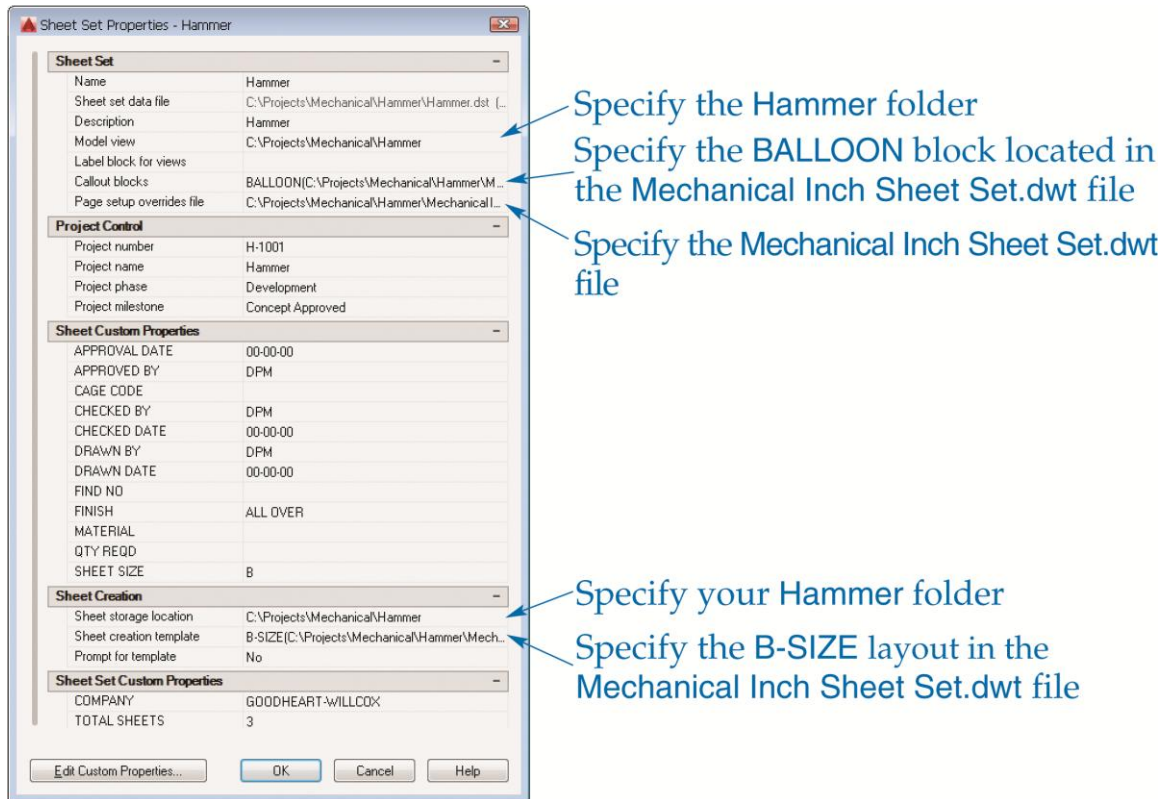 Sheet Set Properties - Hammer
Sheet Set –
Name Hammer
Sheet set data file C:\Projects\Mechanical\Hammer\Hammer.dst (...
Description Hammer
Model view C:\Projects\Mechanical\Hammer
Label block for views
Callout blocks BALLOON(C:\Projects\Mechanical\Hammer\M...
Page setup overrides file C:\Projects\Mechanical\Hammer\Mechanical I...
Specify the Hammer folder
Specify the BALLOON block located in
the Mechanical Inch Sheet Set.dwt file
Specify the Mechanical Inch Sheet Set.dwt
file
Project Control –
Project number H-1001
Project name Hammer
Project phase Development
Project milestone Concept Approved
Sheet Custom Properties –
APPROVAL DATE 00-00-00
APPROVED BY DPM
CAGE CODE
CHECKED BY DPM
CHECKED DATE 00-00-00
DRAWN BY DPM
DRAWN DATE 00-00-00
FIND NO
FINISH ALL OVER
MATERIAL
QTY REQD
SHEET SIZE B
Sheet Creation –
Sheet storage location C:\Projects\Mechanical\Hammer
Sheet creation template B-SIZE(C:\Projects\Mechanical\Hammer\Mech...
Prompt for template No
Specify your Hammer folder
Specify the B-SIZE layout in the
Mechanical Inch Sheet Set.dwt file
Sheet Set Custom Properties –
COMPANY GOODHEART-WILLCOX
TOTAL SHEETS 3
Edit Custom Properties... OK Cancel Help